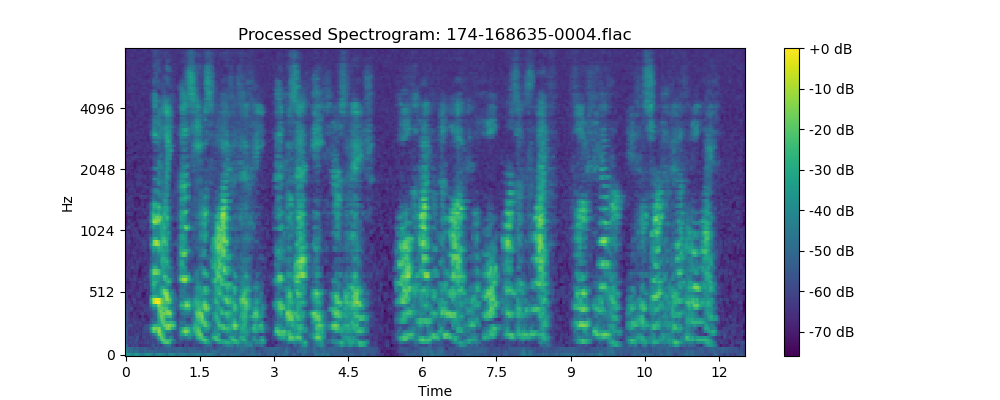 Processed Spectrogram: 174-168635-0004.flac
Hz
4096
2048
1024
512
0
0 1.5 3 4.5 6 7.5 9 10 12
Time
+0 dB
-10 dB
-20 dB
-30 dB
-40 dB
-50 dB
-60 dB
-70 dB